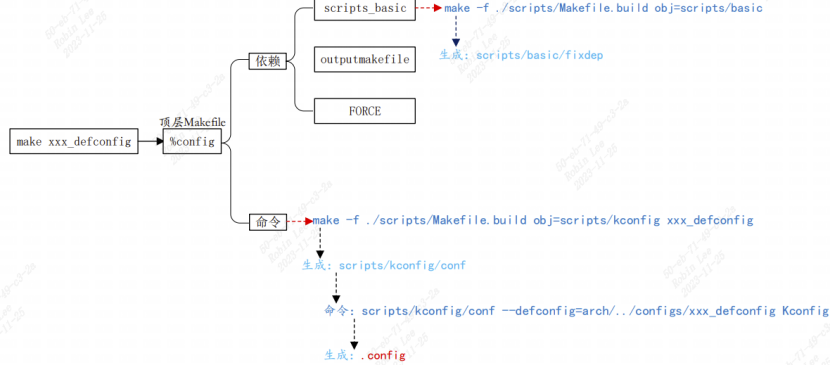 scripts_basic
make -f ./scripts/Makefile.build obj=scripts/basic
生成：scripts/basic/fixdep
依赖
outputmakefile
FORCE
顶层Makefile
make xxx_defconfig
%config
命令
make -f ./scripts/Makefile.build obj=scripts/kconfig xxx_defconfig
生成：scripts/kconfig/conf
命令：scripts/kconfig/conf --defconfig=arch/../configs/xxx_defconfig Kconfig
生成：.config